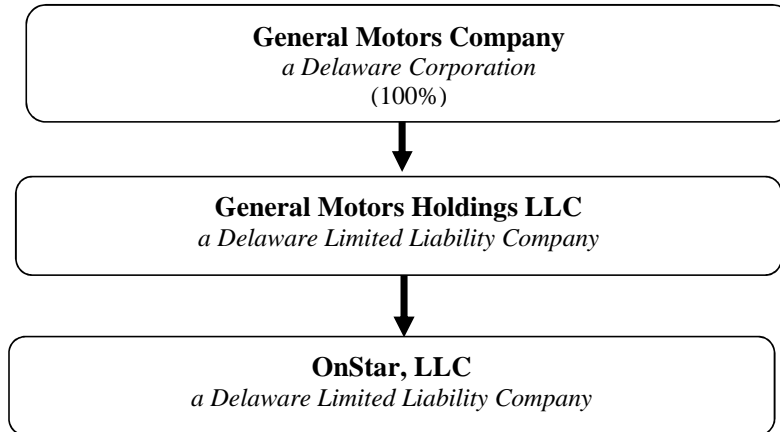 General Motors Company
a Delaware Corporation
(100%)
General Motors Holdings LLC
a Delaware Limited Liability Company
OnStar, LLC
a Delaware Limited Liability Company